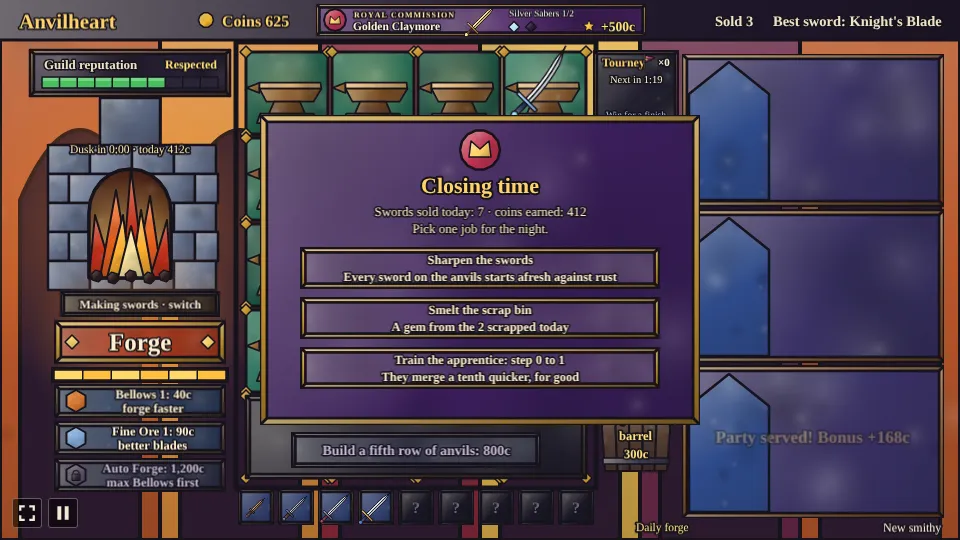 Anvilheart
Coins 625
ROYAL COMMISSION
Golden Claymore
Silver Sabers 1/2
+500c
Sold 3
Best sword: Knight's Blade
Guild reputation
Respected
Tourney
×0
Next in 1:19
Dusk in 0:00 · today 412c
Closing time
Swords sold today: 7 · coins earned: 412
Pick one job for the night.
Sharpen the swords
Every sword on the anvils starts afresh against rust
Smelt the scrap bin
A gem from the 2 scrapped today
Train the apprentice: step 0 to 1
They merge a tenth quicker, for good
Making swords · switch
Forge
Bellows 1: 40c
forge faster
Fine Ore 1: 90c
better blades
Auto Forge: 1,200c
max Bellows first
Build a fifth row of anvils: 800c
barrel
300c
Party served! Bonus +168c
?
?
?
?
?
Daily forge
New smithy